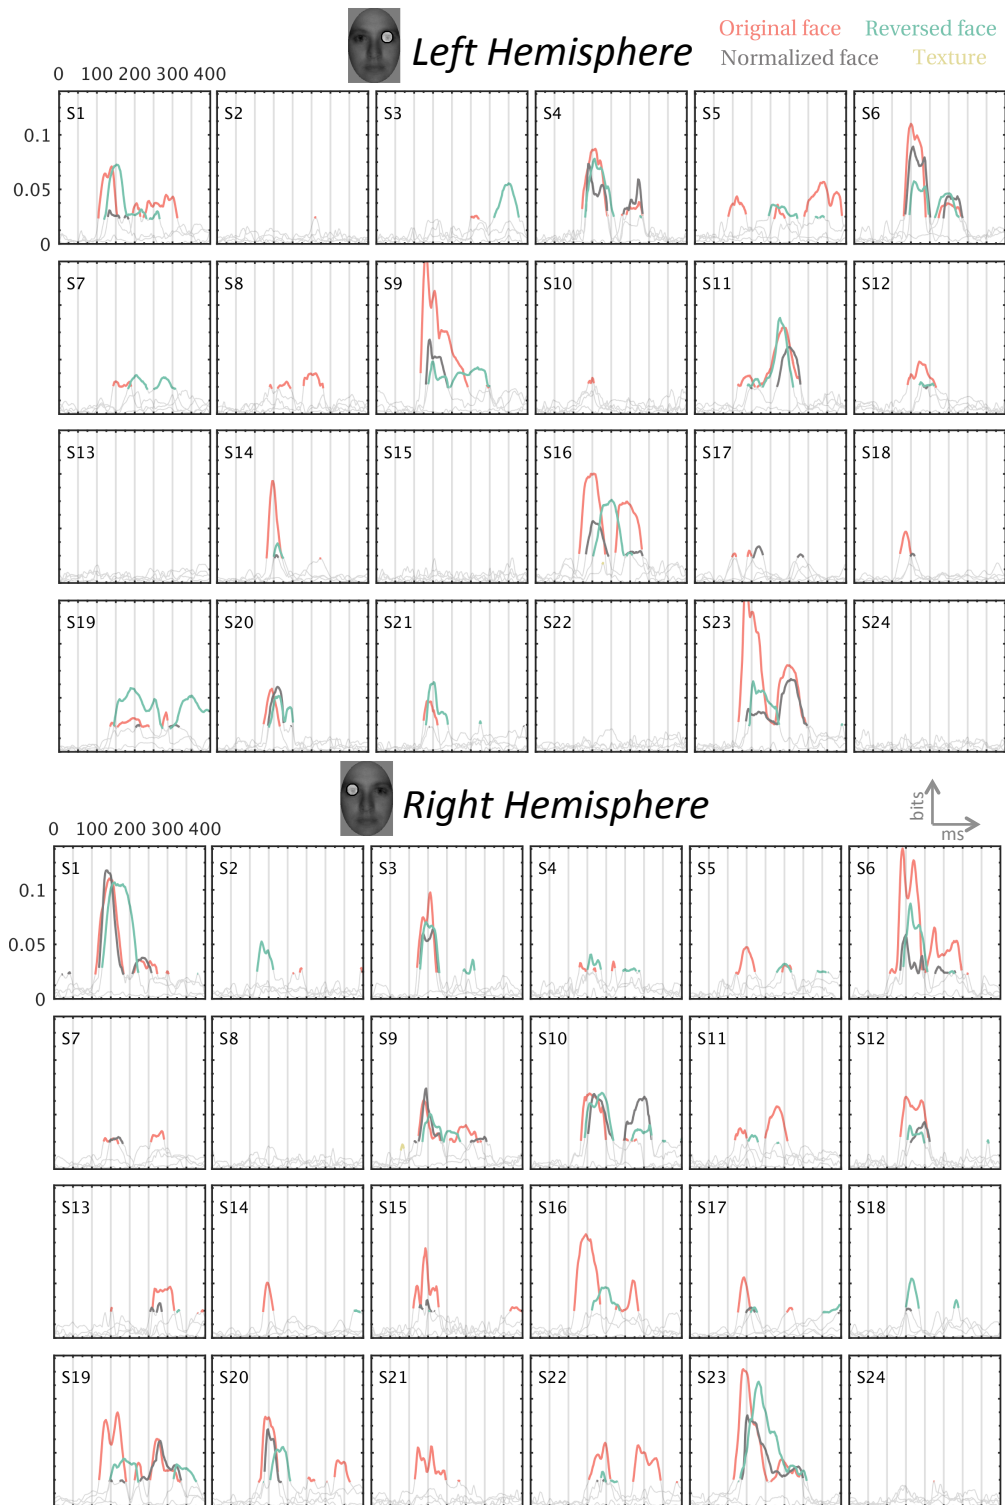 Left Hemisphere
Original face Reversed face
Normalized face Texture
0 100 200 300 400
S1 S2 S3 S4 S5 S6
0.1
0.05
0
S7 S8 S9 S10 S11 S12
S13 S14 S15 S16 S17 S18
S19 S20 S21 S22 S23 S24
Right Hemisphere
bits
ms
0 100 200 300 400
S1 S2 S3 S4 S5 S6
0.1
0.05
0
S7 S8 S9 S10 S11 S12
S13 S14 S15 S16 S17 S18
S19 S20 S21 S22 S23 S24